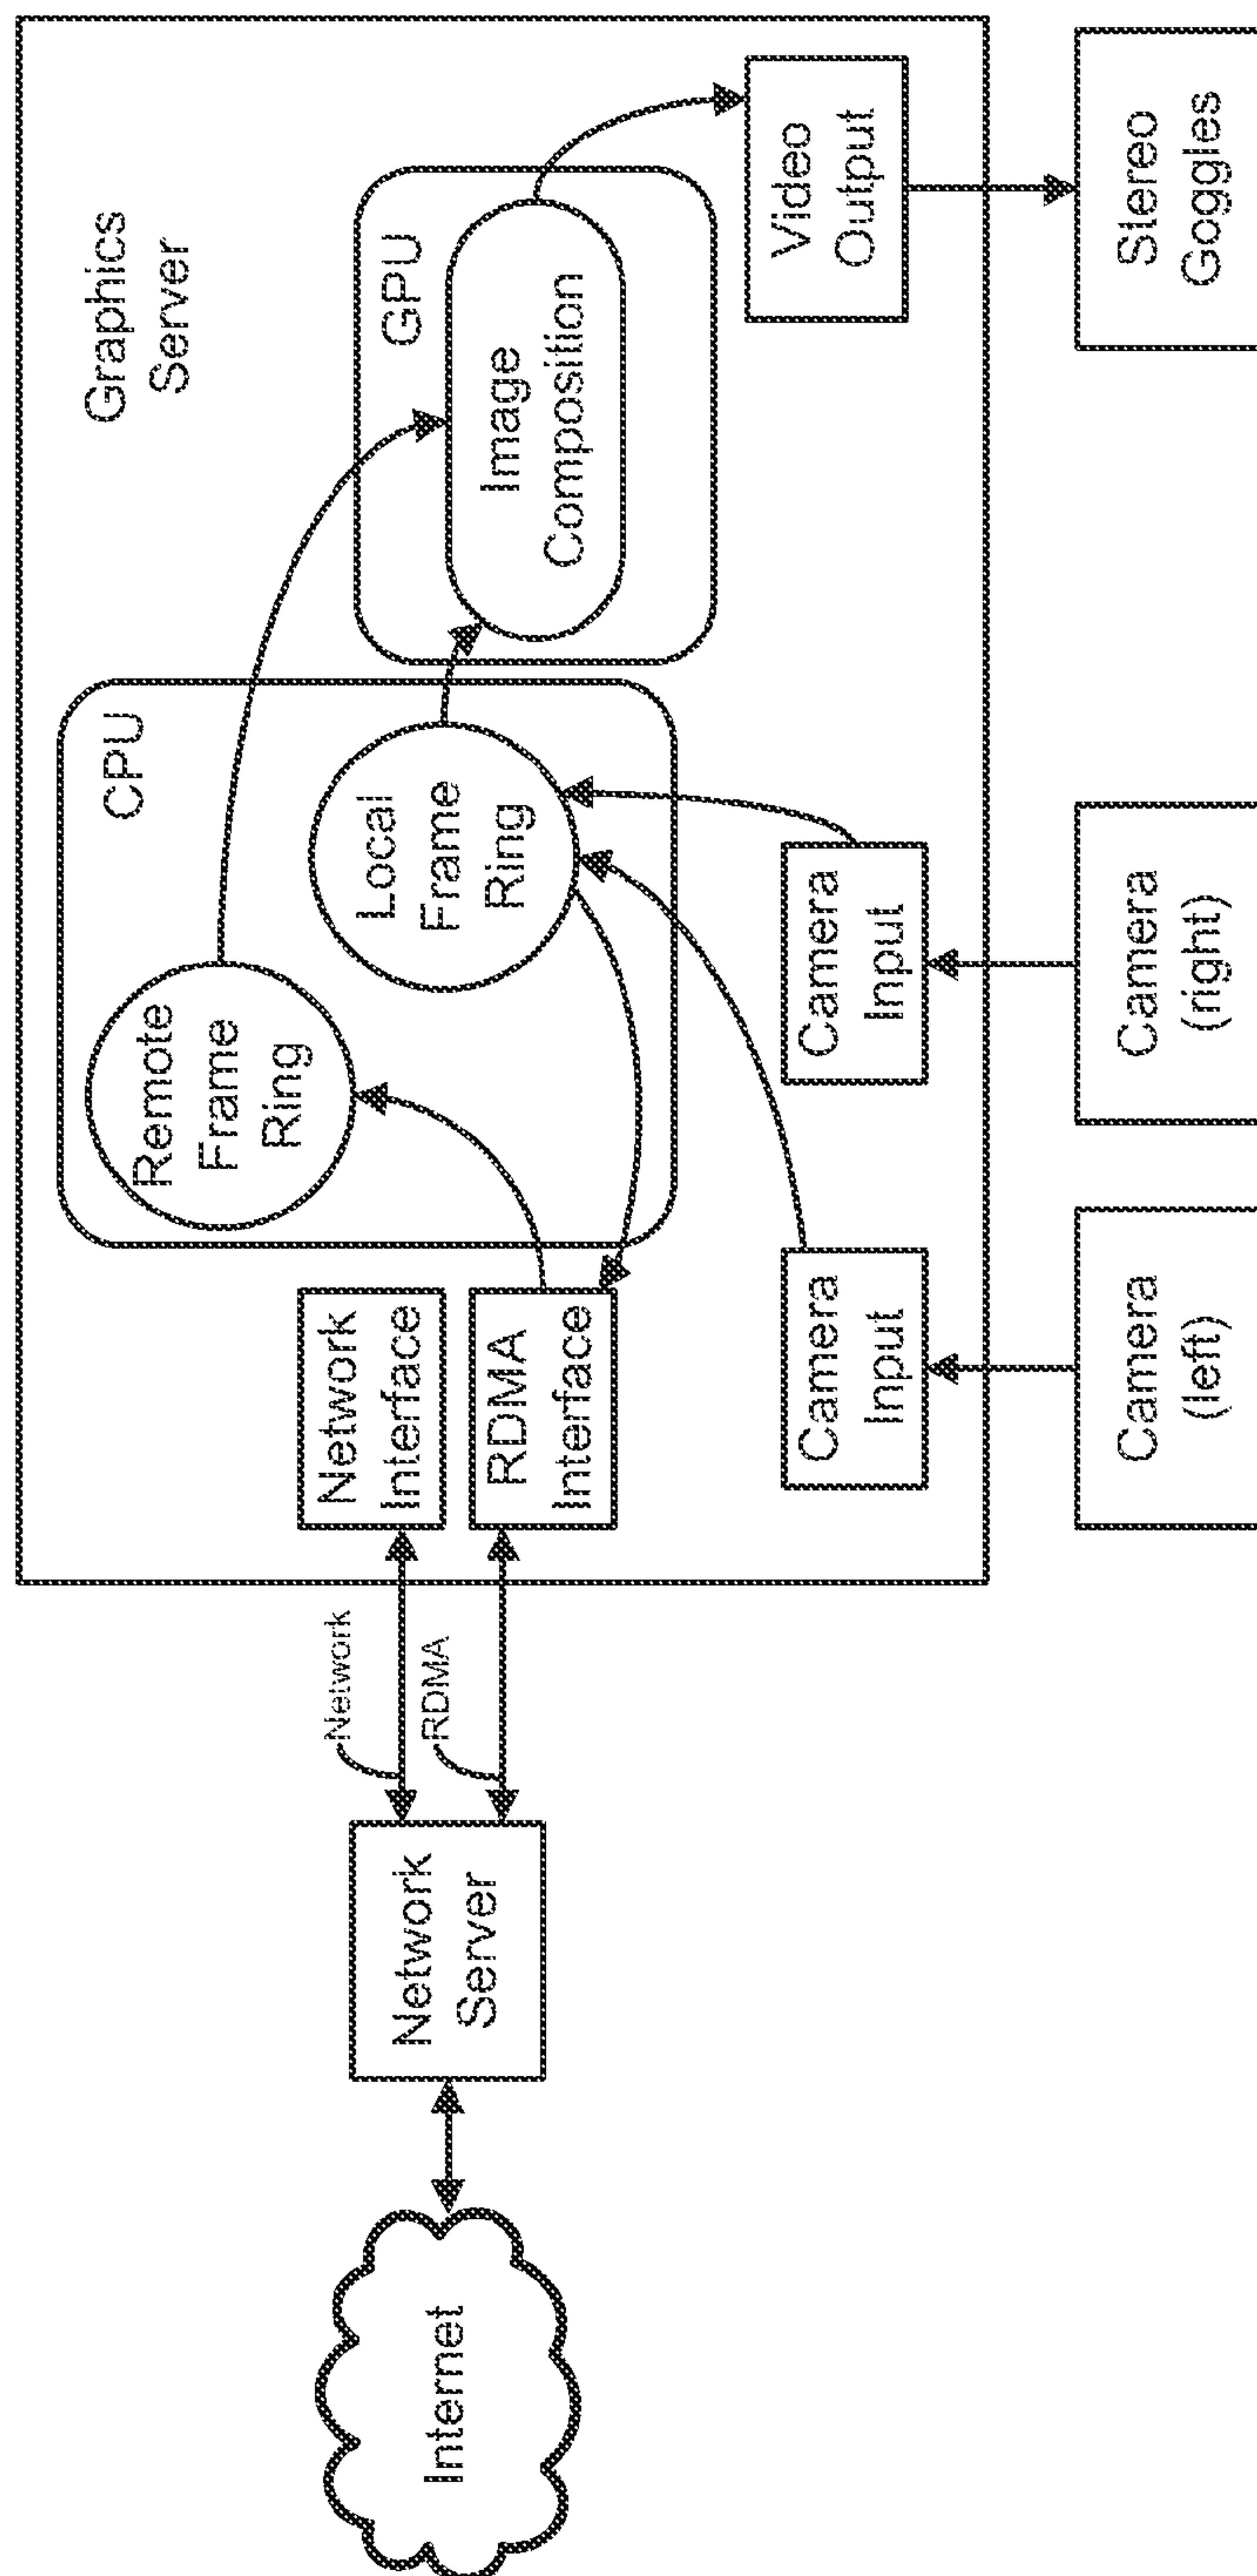 Graphics
Server
CPU
GPU
Remote
Frame
Ring
Local
Frame
Ring
Image
Composition
Internet
Network
Server
Network
RDMA
Network
Interface
RDMA
Interface
Camera
Input
Camera
Input
Video
Output
Camera
(left)
Camera
(right)
Stereo
Goggles